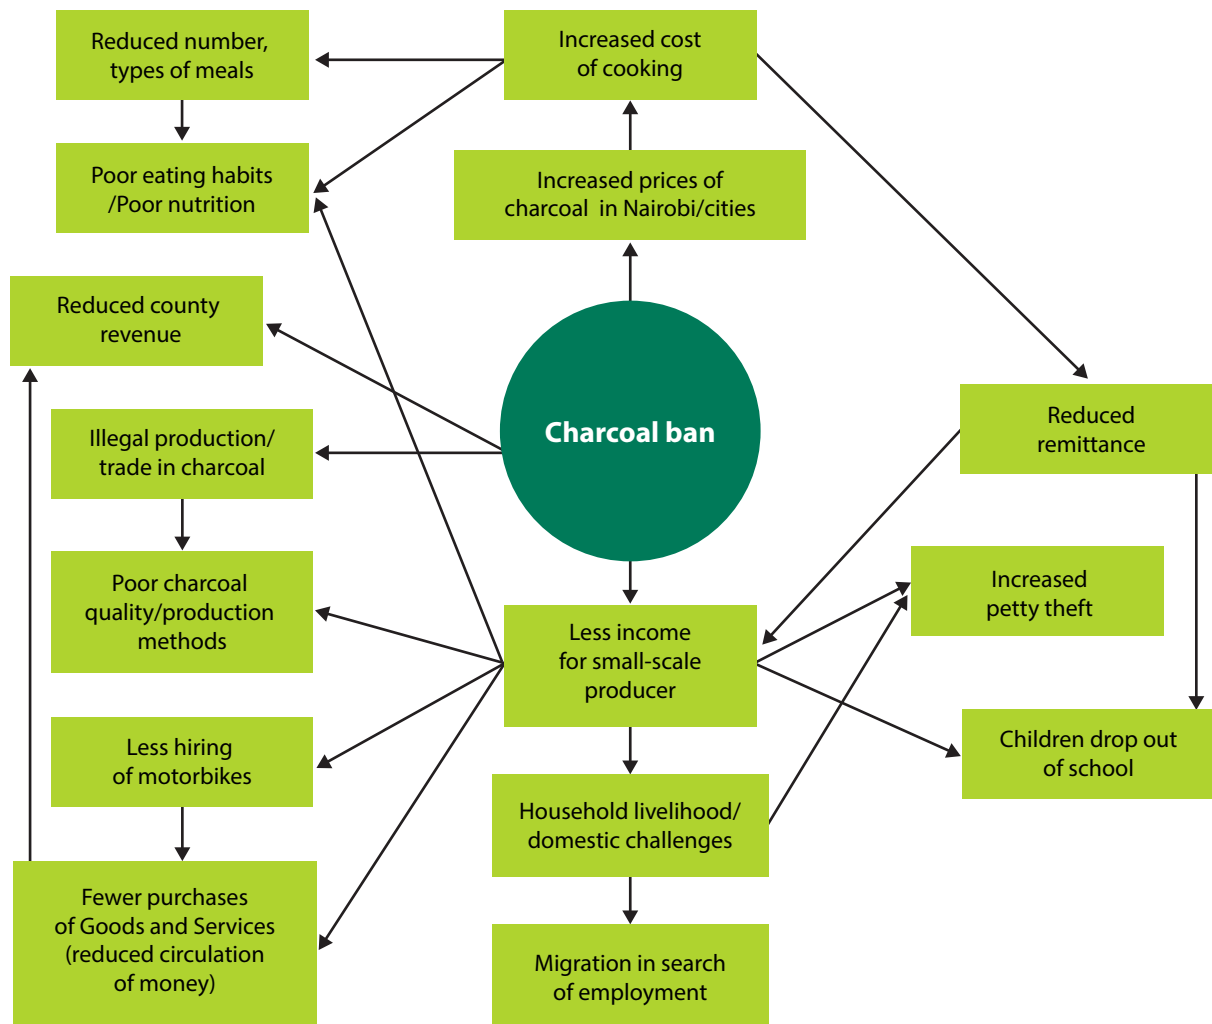 Reduced number,
types of meals
Increased cost
of cooking
Poor eating habits
/Poor nutrition
Increased prices of
charcoal in Nairobi/cities
Reduced county
revenue
Charcoal ban
Reduced
remittance
Illegal production/
trade in charcoal
Poor charcoal
quality/production
methods
Increased
petty theft
Less income
for small-scale
producer
Less hiring
of motorbikes
Children drop out
of school
Household livelihood/
domestic challenges
Fewer purchases
of Goods and Services
(reduced circulation
of money)
Migration in search
of employment